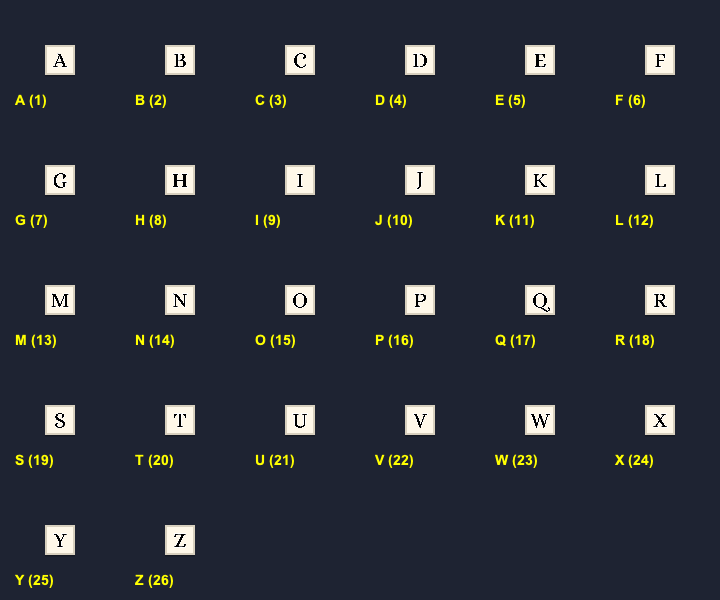 A B C D E F
A (1) B (2) C (3) D (4) E (5) F (6)
G H I J K L
G (7) H (8) I (9) J (10) K (11) L (12)
M N O P Q R
M (13) N (14) O (15) P (16) Q (17) R (18)
S T U V W X
S (19) T (20) U (21) V (22) W (23) X (24)
Y Z
Y (25) Z (26)